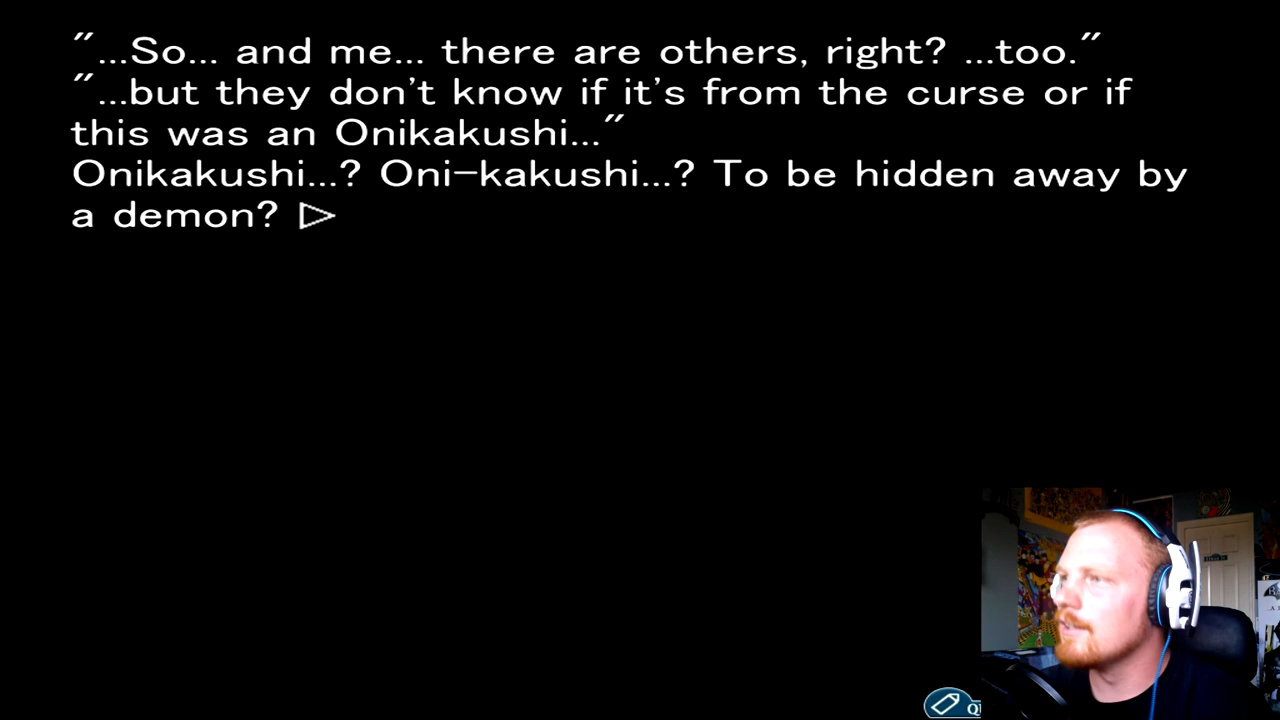 "...So... and me... there are others, right? ...too."
"...but they don't know if it's from the curse or if
this was an Onikakushi..."
Onikakushi...? Oni-kakushi...? To be hidden away by
a demon?